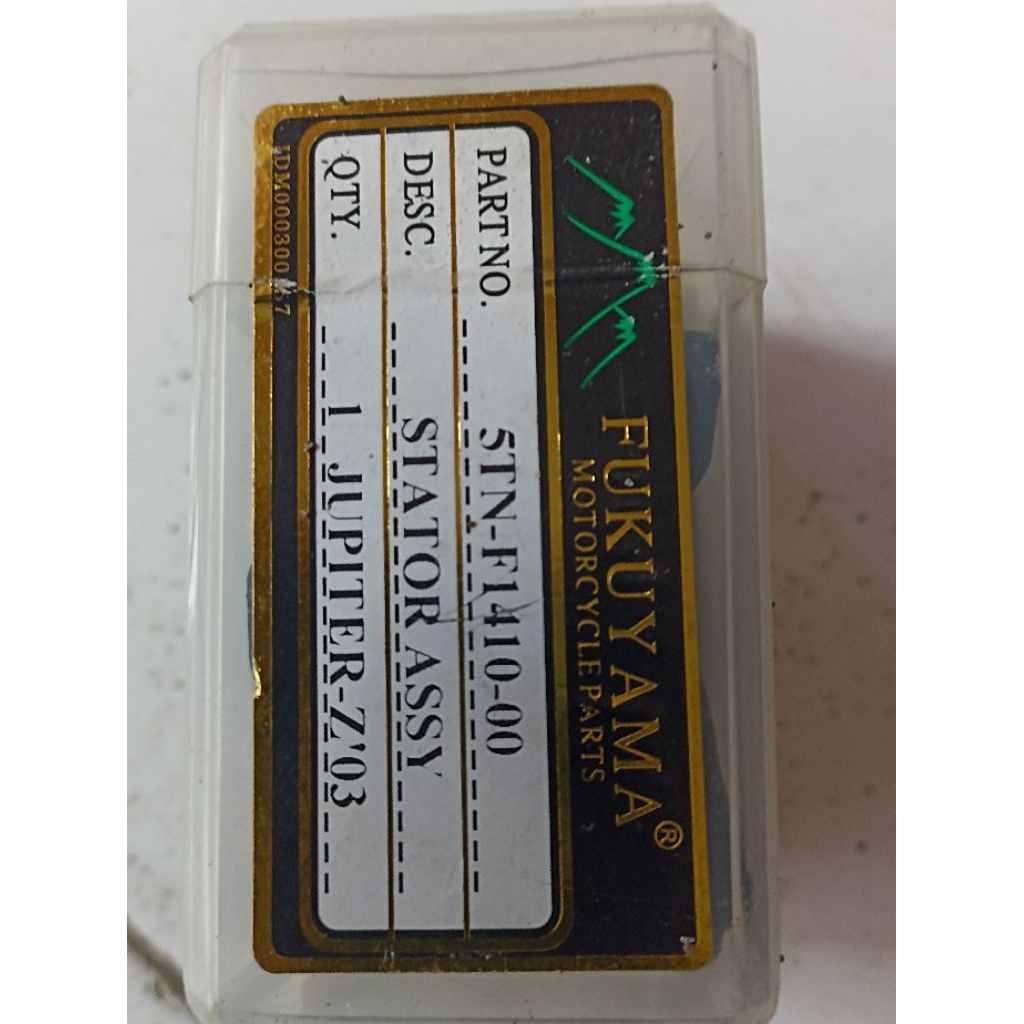 FUKUYAMA®
MOTORCYCLE PARTS
PART NO. 5TN-F1410-00
DESC. STATOR ASSY
QTY. 1 JUPITER-Z'03